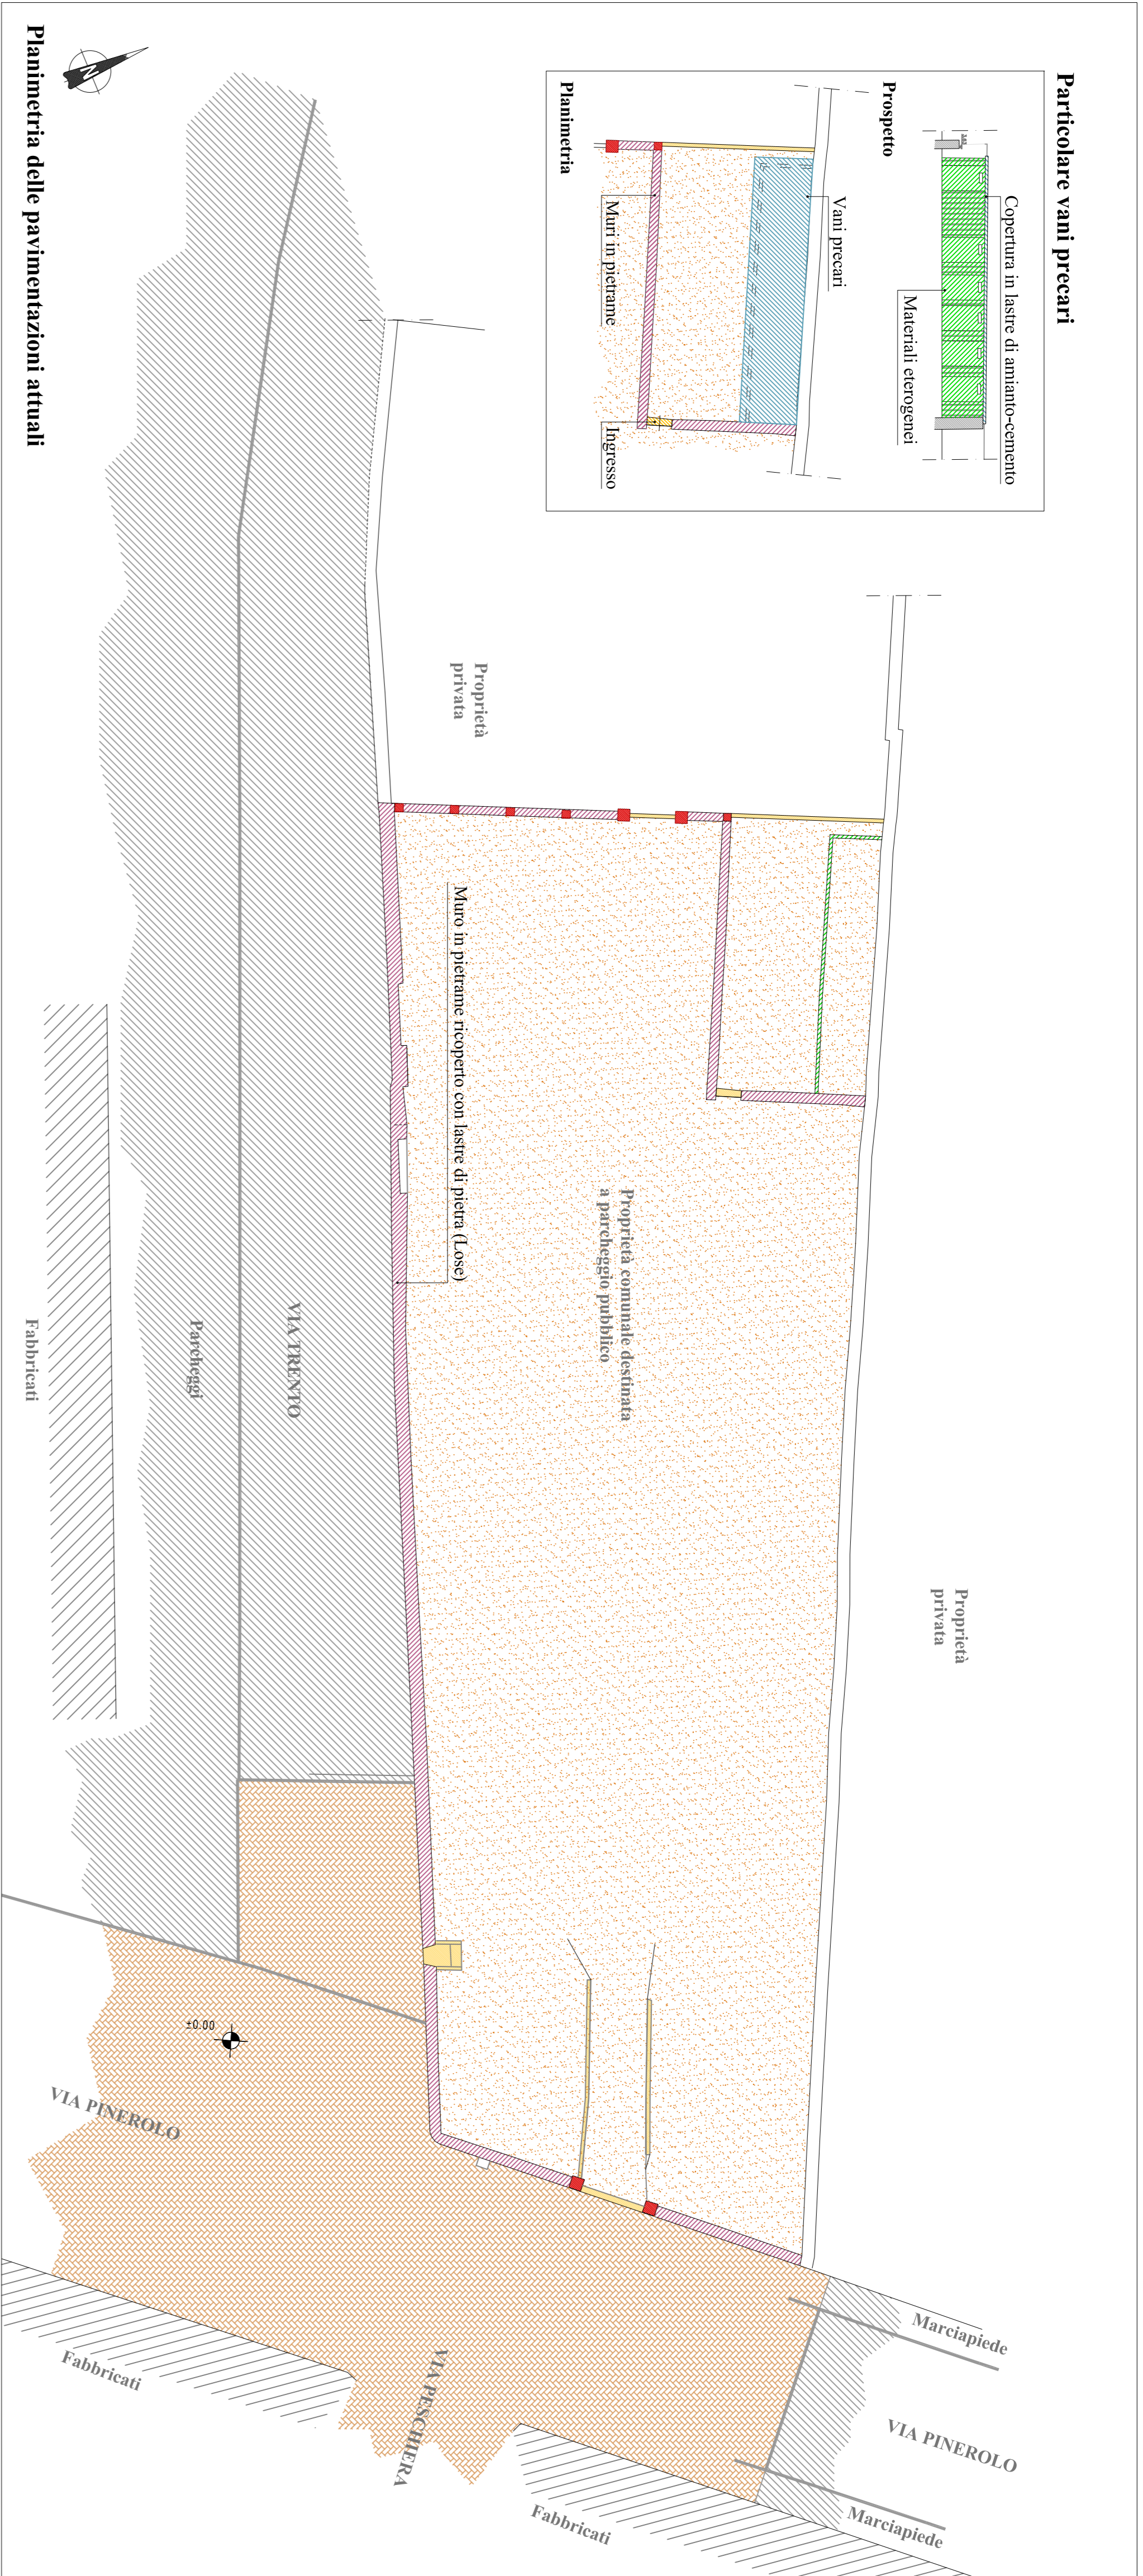 Particolare vani precari
Prospetto
Copertura in lastre di amianto-cemento
Materiali eterogenei
Planimetria
Vani precari
Muri in pietrame
Ingresso
Proprietà
privata
Muro in pietrame ricoperto con lastre di pietra (Lose)
Proprietà comunale destinata
a parcheggio pubblico
Proprietà
privata
VIA TRENTO
Parcheggi
Fabbricati
±0.00
VIA PINEROLO
Fabbricati
VIA PESCHIERA
Fabbricati
Marciapiede
VIA PINEROLO
Marciapiede
N
Planimetria delle pavimentazioni attuali